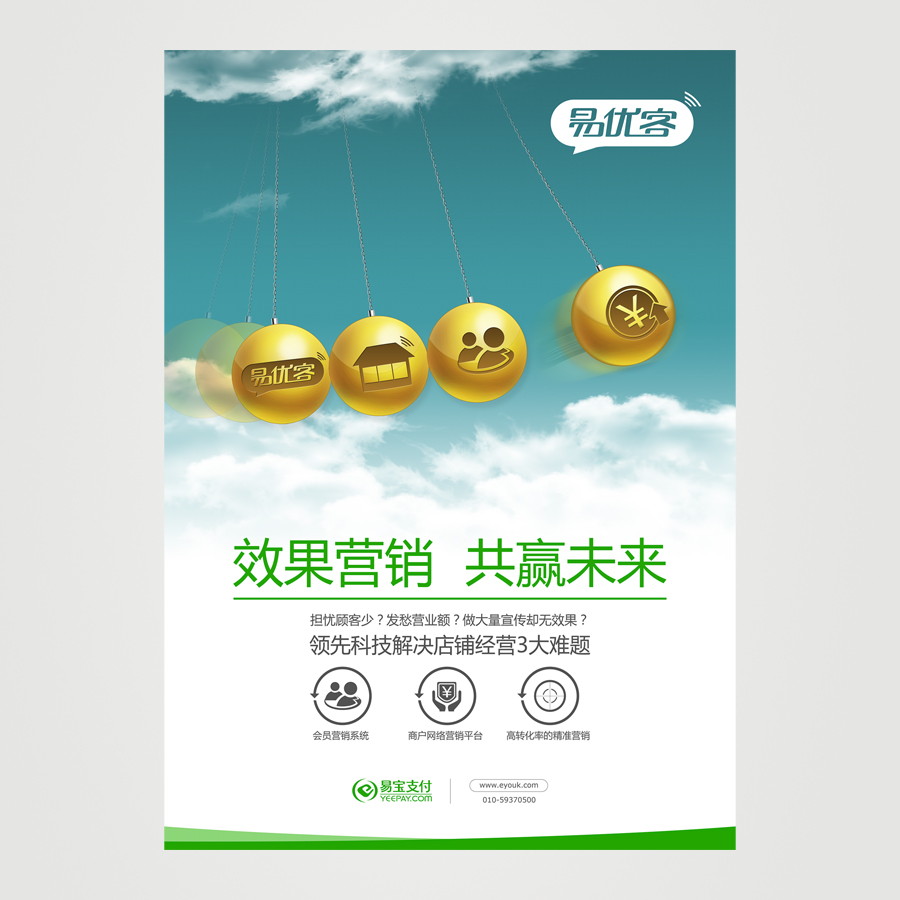 易优客
易优客
效果营销 共赢未来
担忧顾客少？发愁营业额？做大量宣传却无效果？
领先科技解决店铺经营3大难题
会员营销系统
商户网络营销平台
高转化率的精准营销
易宝支付
YEEPAY.COM
www.eyouk.com
010-59370500